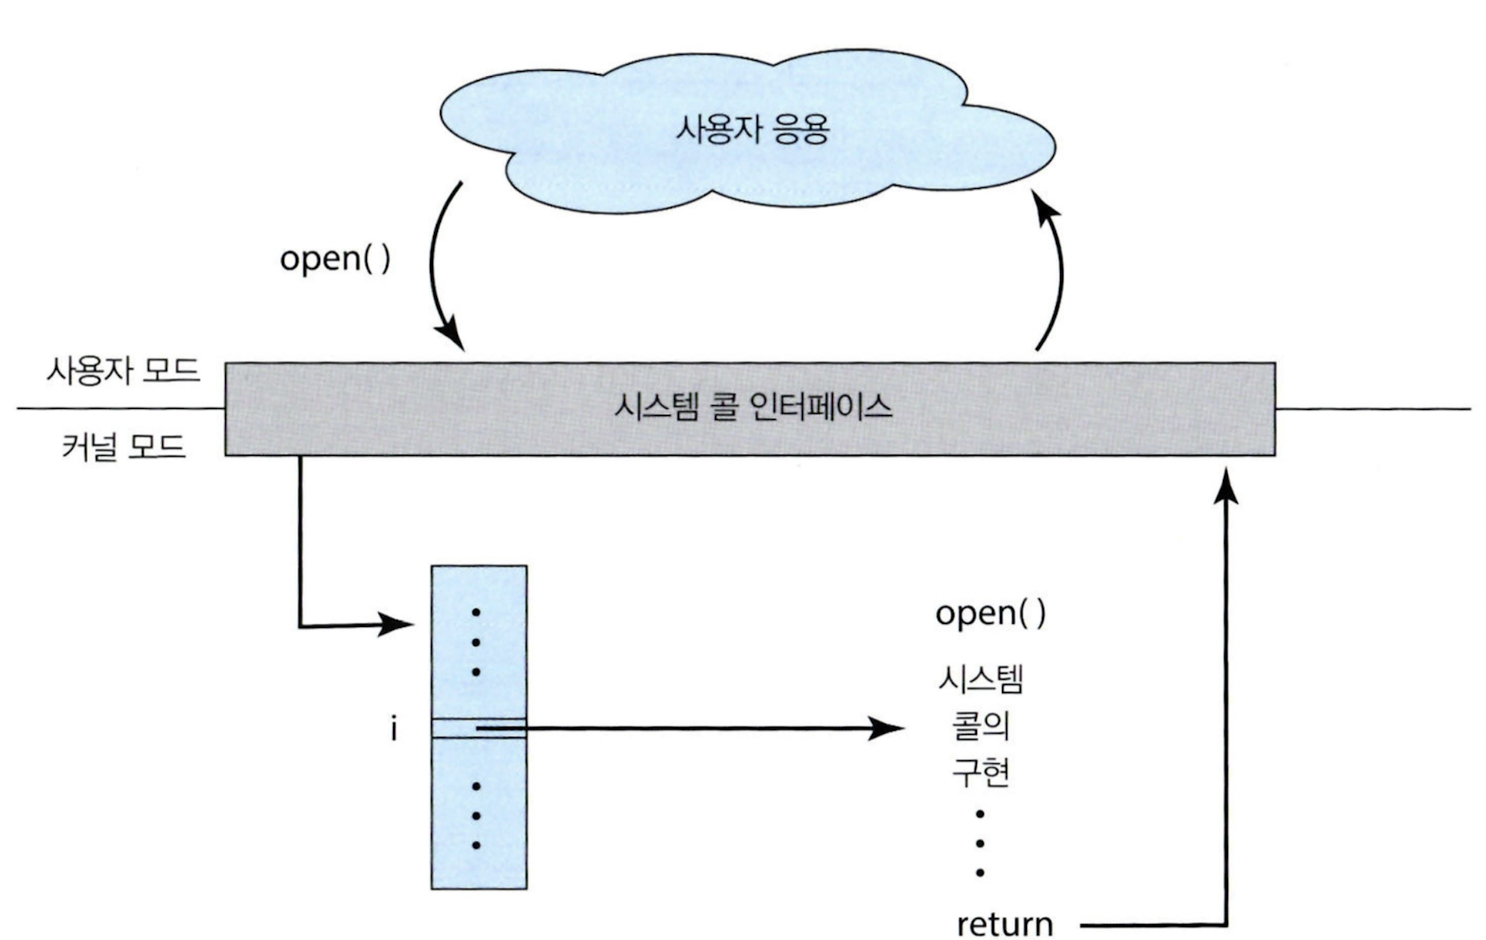 사용자 응용
open( )
사용자 모드
시스템 콜 인터페이스
커널 모드
open( )
시스템
콜의
구현
i
return